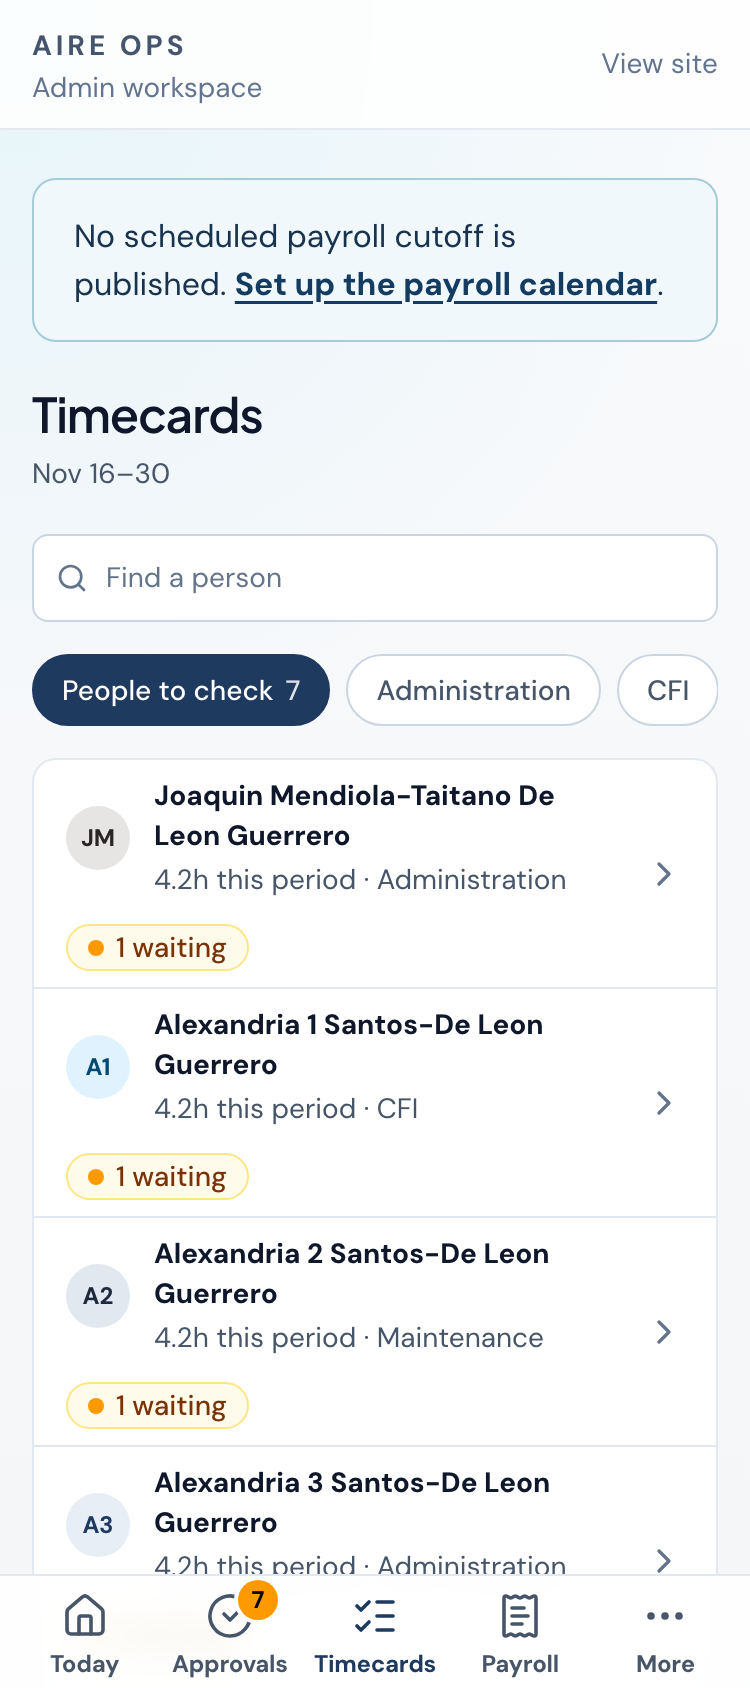 AIRE OPS
Admin workspace
View site
No scheduled payroll cutoff is
published. Set up the payroll calendar.
Timecards
Nov 16–30
Find a person
People to check 7
Administration
CFI
JM
Joaquin Mendiola-Taitano De
Leon Guerrero
4.2h this period · Administration
1 waiting
A1
Alexandria 1 Santos-De Leon
Guerrero
4.2h this period · CFI
1 waiting
A2
Alexandria 2 Santos-De Leon
Guerrero
4.2h this period · Maintenance
1 waiting
A3
Alexandria 3 Santos-De Leon
Guerrero
4.2h this period · Administration
7
Today
Approvals
Timecards
Payroll
More